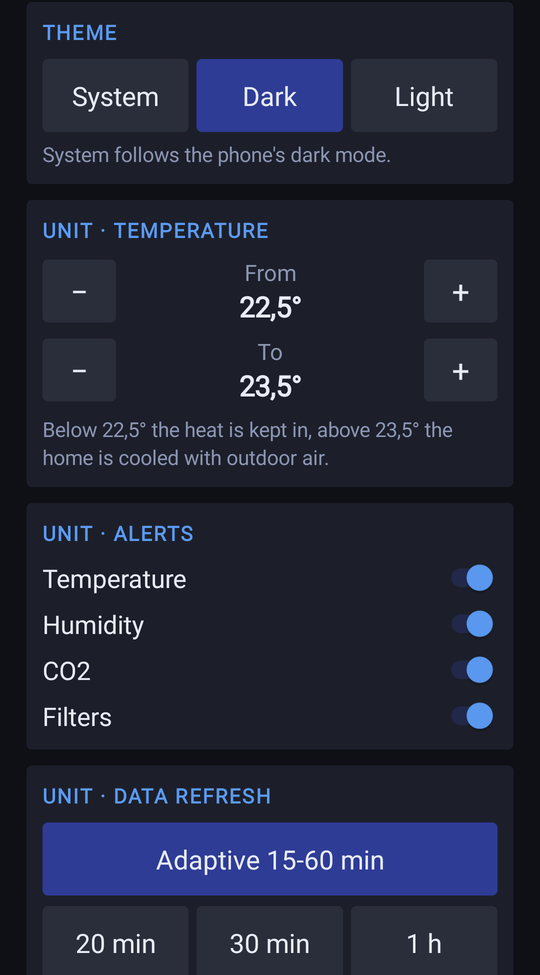 THEME
System Dark Light
System follows the phone's dark mode.
UNIT · TEMPERATURE
From
− 22,5° +
To
− 23,5° +
Below 22,5° the heat is kept in, above 23,5° the
home is cooled with outdoor air.
UNIT · ALERTS
Temperature
Humidity
CO2
Filters
UNIT · DATA REFRESH
Adaptive 15-60 min
20 min 30 min 1 h